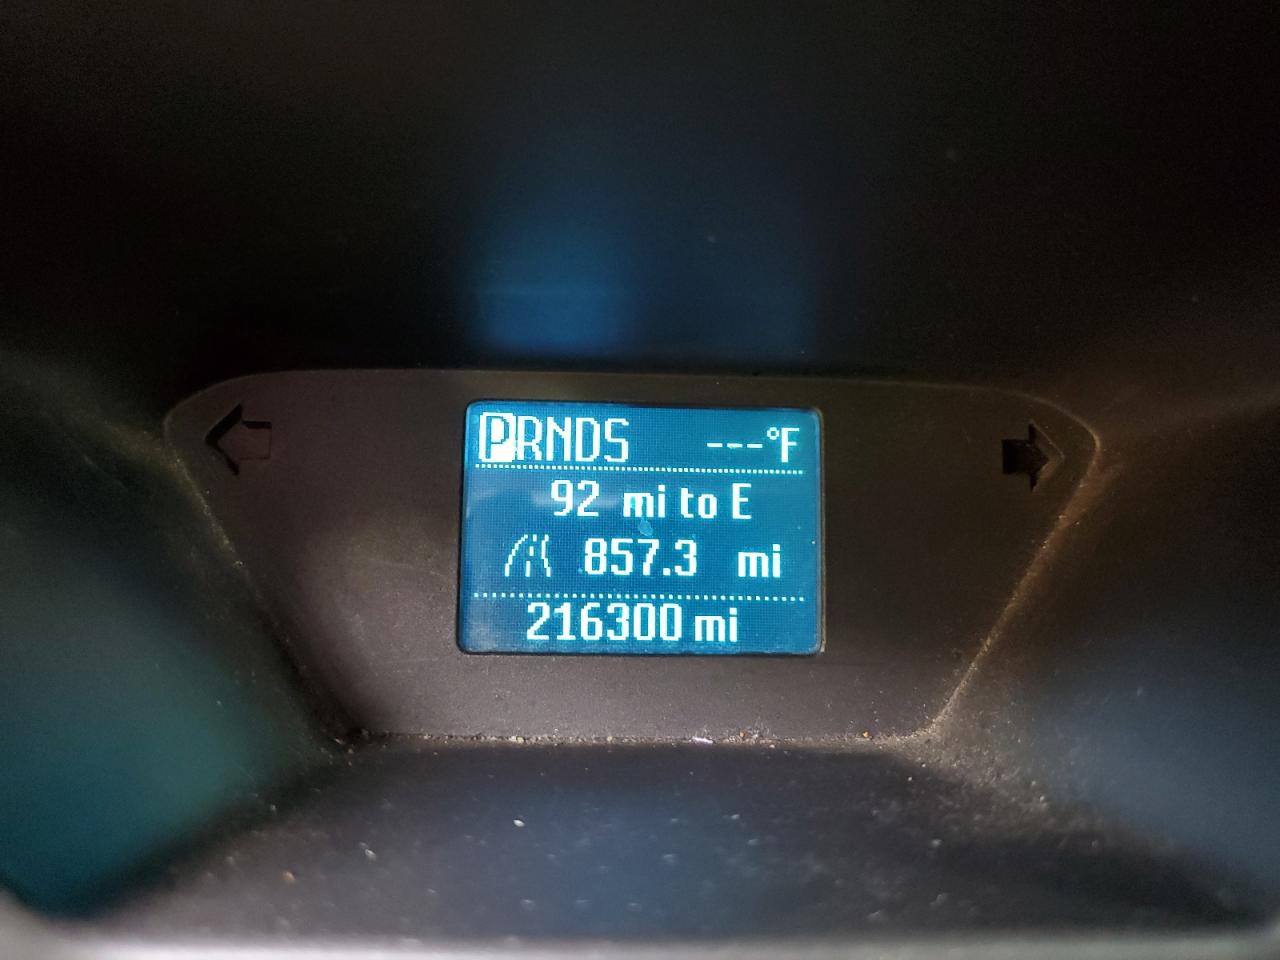 PRNDS ---°F
92 mi to E
857.3 mi
216300 mi